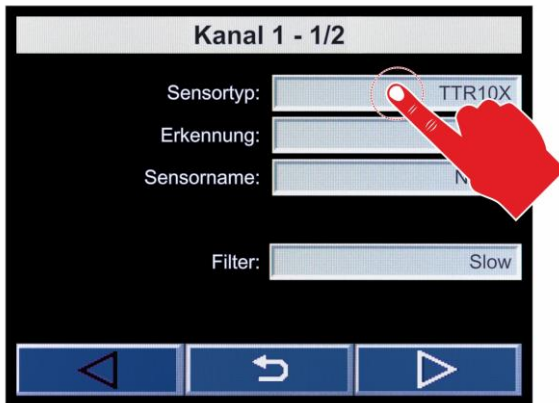 Kanal 1 - 1/2
Sensortyp: TTR10X
Erkennung:
Sensorname:
Filter: Slow